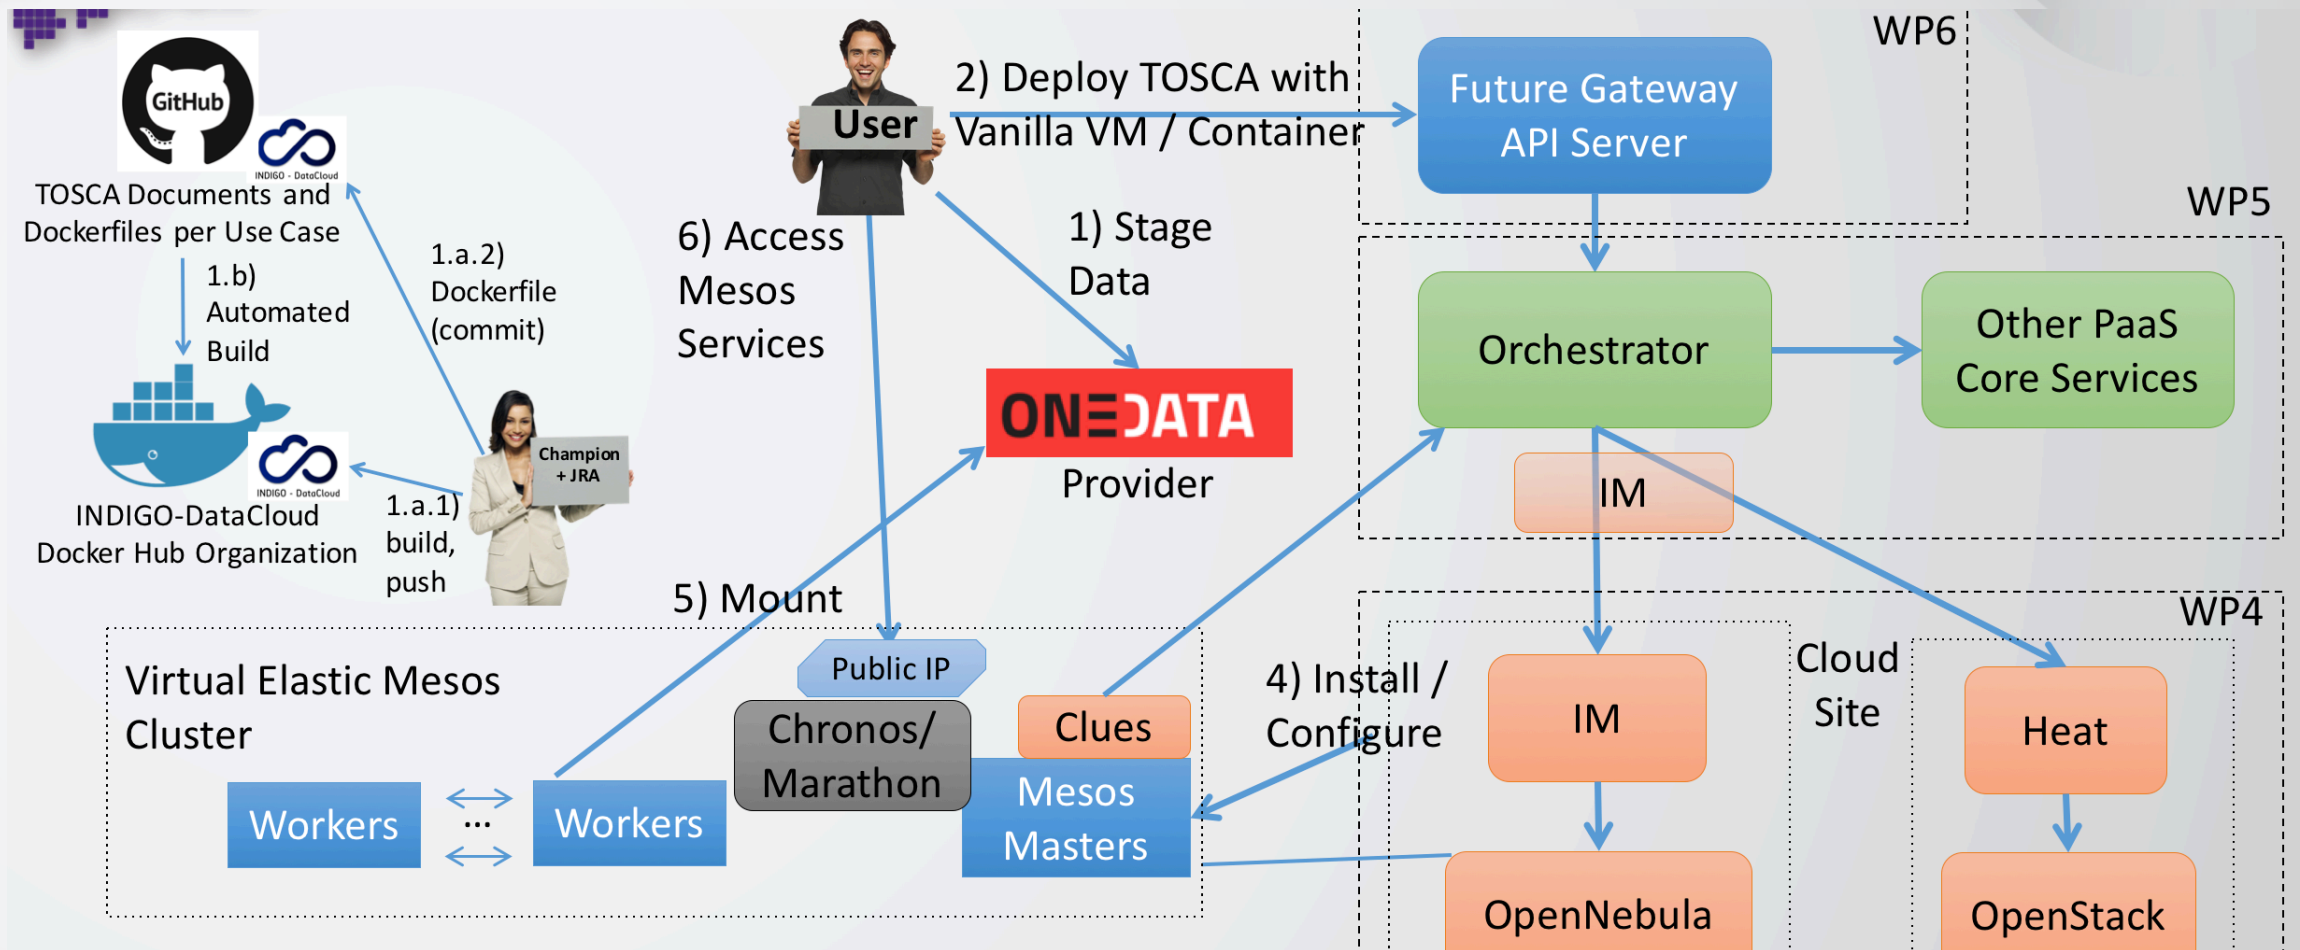 GitHub
INDIGO - DataCloud
TOSCA Documents and
Dockerfiles per Use Case
1.b)
Automated
Build
1.a.2)
Dockerfile
(commit)
INDIGO - DataCloud
INDIGO-DataCloud
Docker Hub Organization
1.a.1)
build,
push
Champion
+ JRA
User
2) Deploy TOSCA with
Vanilla VM / Container
6) Access
Mesos
Services
1) Stage
Data
ONEDATA
Provider
5) Mount
WP6
Future Gateway
API Server
WP5
Orchestrator
Other PaaS
Core Services
IM
WP4
Virtual Elastic Mesos
Cluster
Workers
...
Workers
Public IP
Chronos/
Marathon
Clues
Mesos
Masters
4) Install /
Configure
IM
Cloud
Site
Heat
OpenNebula
OpenStack